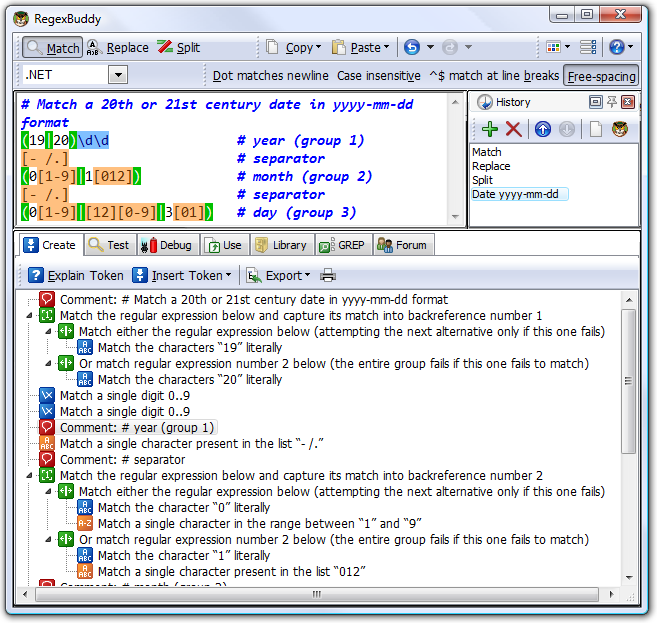 RegexBuddy
Match Replace Split Copy Paste
.NET Dot matches newline Case insensitive ^$ match at line breaks Free-spacing
# Match a 20th or 21st century date in yyyy-mm-dd
format
(19|20)\d\d # year (group 1)
[- /.] # separator
(0[1-9]|1[012]) # month (group 2)
[- /.] # separator
(0[1-9]|[12][0-9]|3[01]) # day (group 3)
History
Match
Replace
Split
Date yyyy-mm-dd
Create Test Debug Use Library GREP Forum
Explain Token Insert Token Export
Comment: # Match a 20th or 21st century date in yyyy-mm-dd format
Match the regular expression below and capture its match into backreference number 1
Match either the regular expression below (attempting the next alternative only if this one fails)
Match the characters “19” literally
Or match regular expression number 2 below (the entire group fails if this one fails to match)
Match the characters “20” literally
Match a single digit 0..9
Match a single digit 0..9
Comment: # year (group 1)
Match a single character present in the list “- /.”
Comment: # separator
Match the regular expression below and capture its match into backreference number 2
Match either the regular expression below (attempting the next alternative only if this one fails)
Match the character “0” literally
Match a single character in the range between “1” and “9”
Or match regular expression number 2 below (the entire group fails if this one fails to match)
Match the character “1” literally
Match a single character present in the list “012”
Comment: # month (group 2)